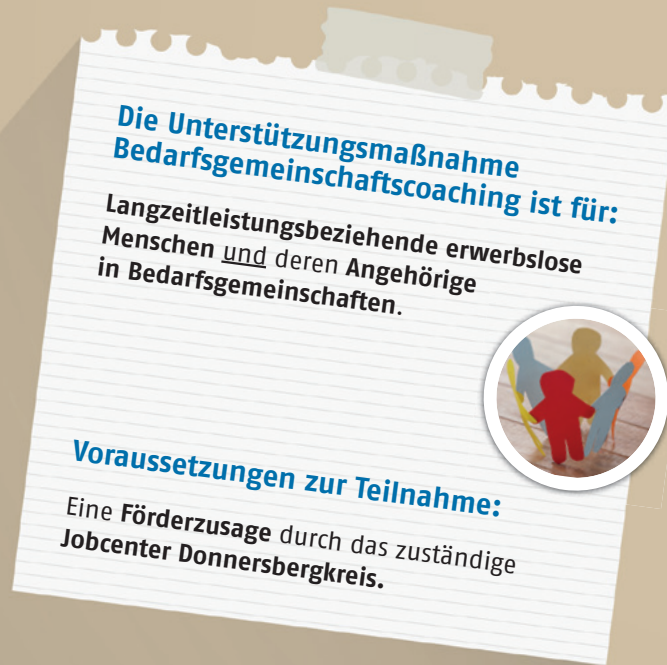 Die Unterstützungsmaßnahme
Bedarfsgemeinschaftscoaching ist für:
Langzeitleistungsbeziehende erwerbslose
Menschen und deren Angehörige
in Bedarfsgemeinschaften.
Voraussetzungen zur Teilnahme:
Eine Förderzusage durch das zuständige
Jobcenter Donnersbergkreis.